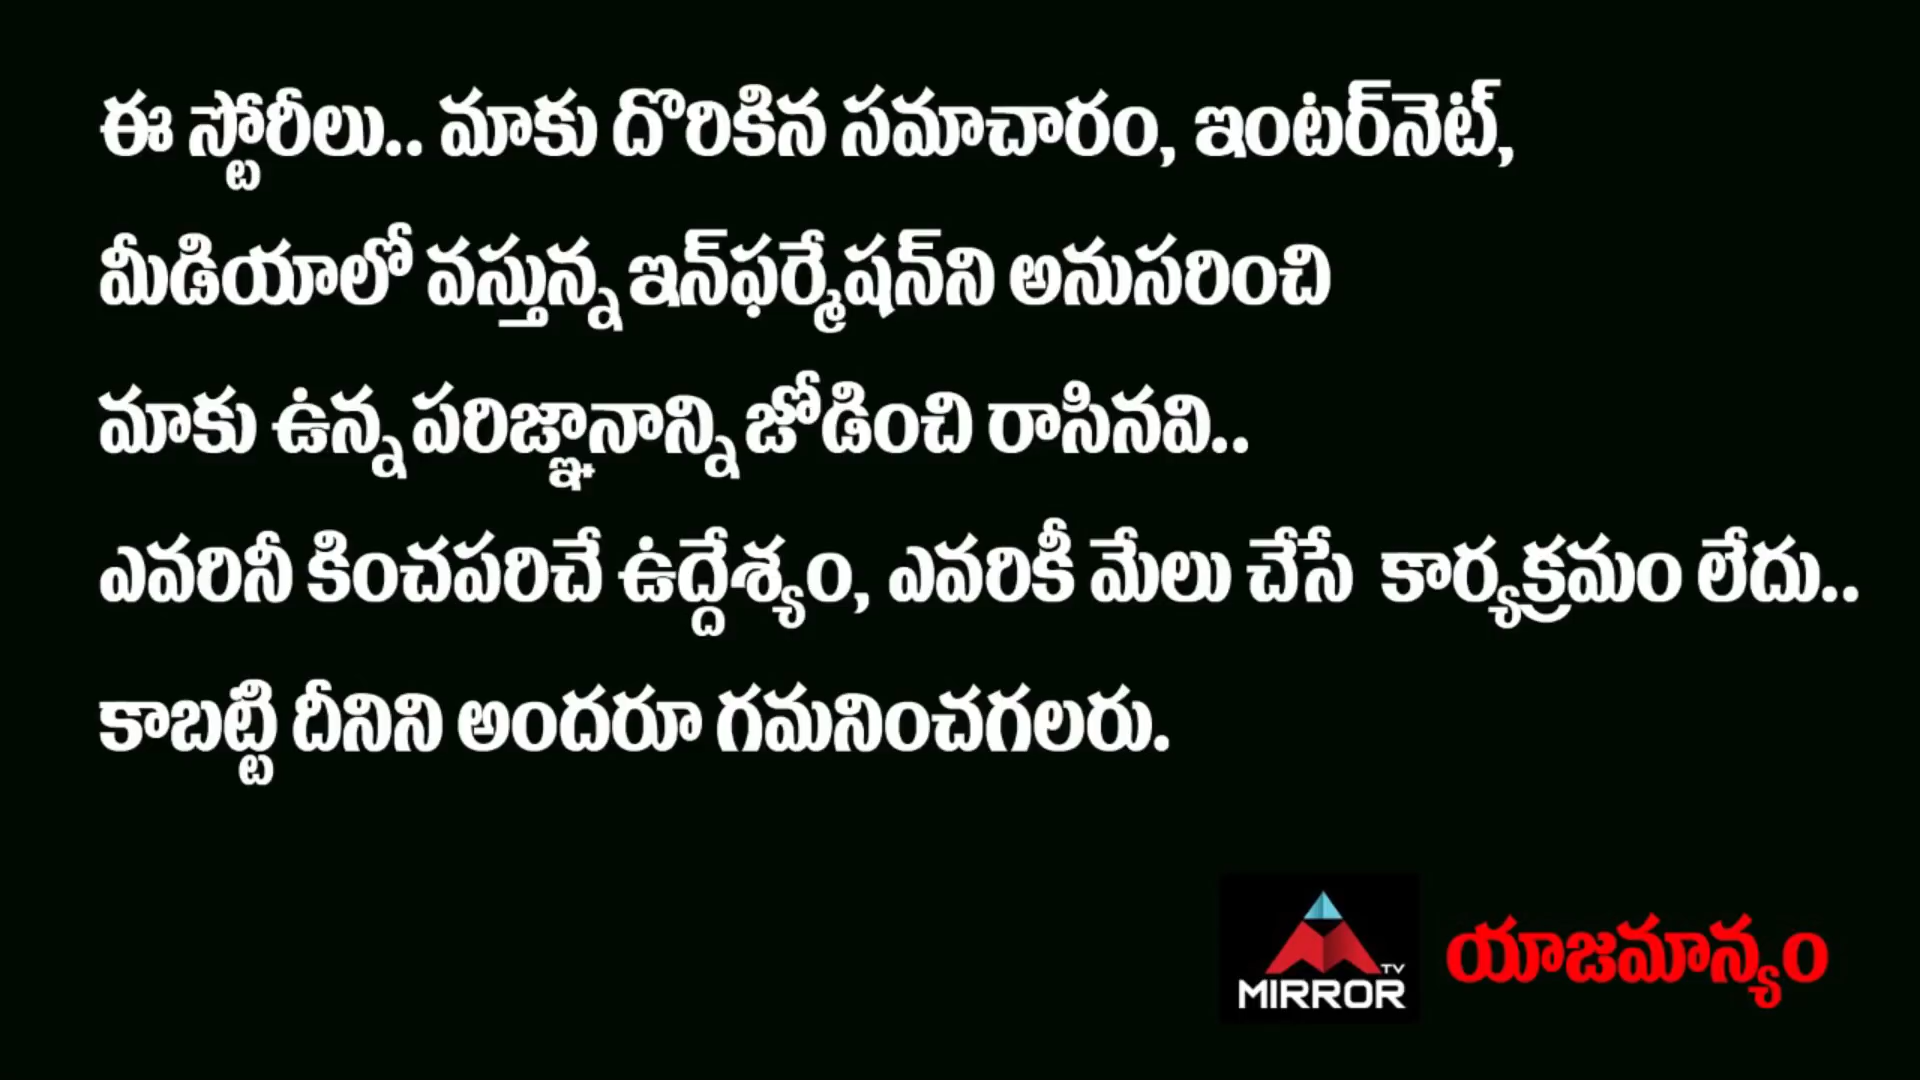 ఈ స్టోరీలు.. మాకు దొరికిన సమాచారం, ఇంటర్‌నెట్,
మీడియాలో వస్తున్న ఇన్‌ఫర్మేషన్‌ని అనుసరించి
మాకు ఉన్న పరిజ్ఞానాన్ని జోడించి రాసినవి..
ఎవరినీ కించపరిచే ఉద్దేశ్యం, ఎవరికీ మేలు చేసే కార్యక్రమం లేదు..
కాబట్టి దీనిని అందరూ గమనించగలరు.
TV
MIRROR
యాజమాన్యం